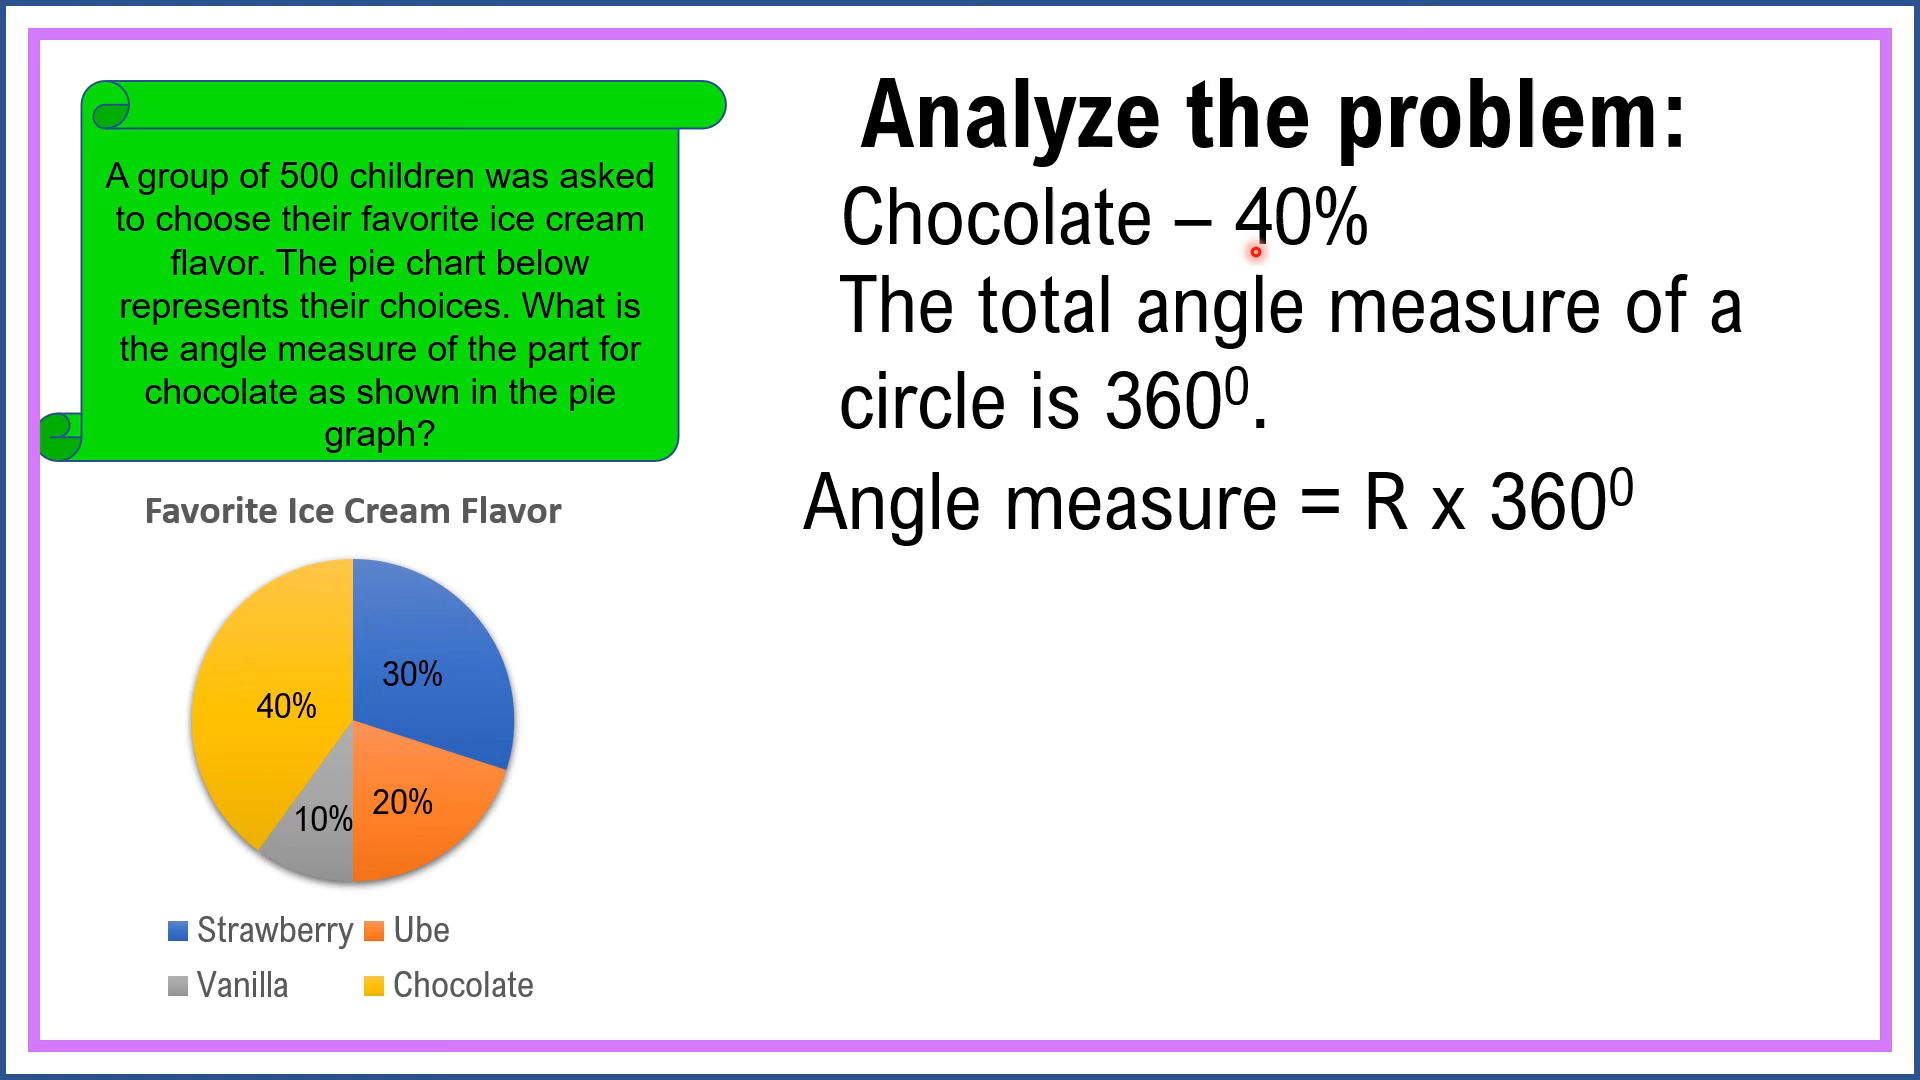 A group of 500 children was asked
to choose their favorite ice cream
flavor. The pie chart below
represents their choices. What is
the angle measure of the part for
chocolate as shown in the pie
graph?
Favorite Ice Cream Flavor
30%
40%
20%
10%
Strawberry Ube
Vanilla Chocolate
Analyze the problem:
Chocolate – 40%
The total angle measure of a
circle is 360⁰.
Angle measure = R x 360⁰